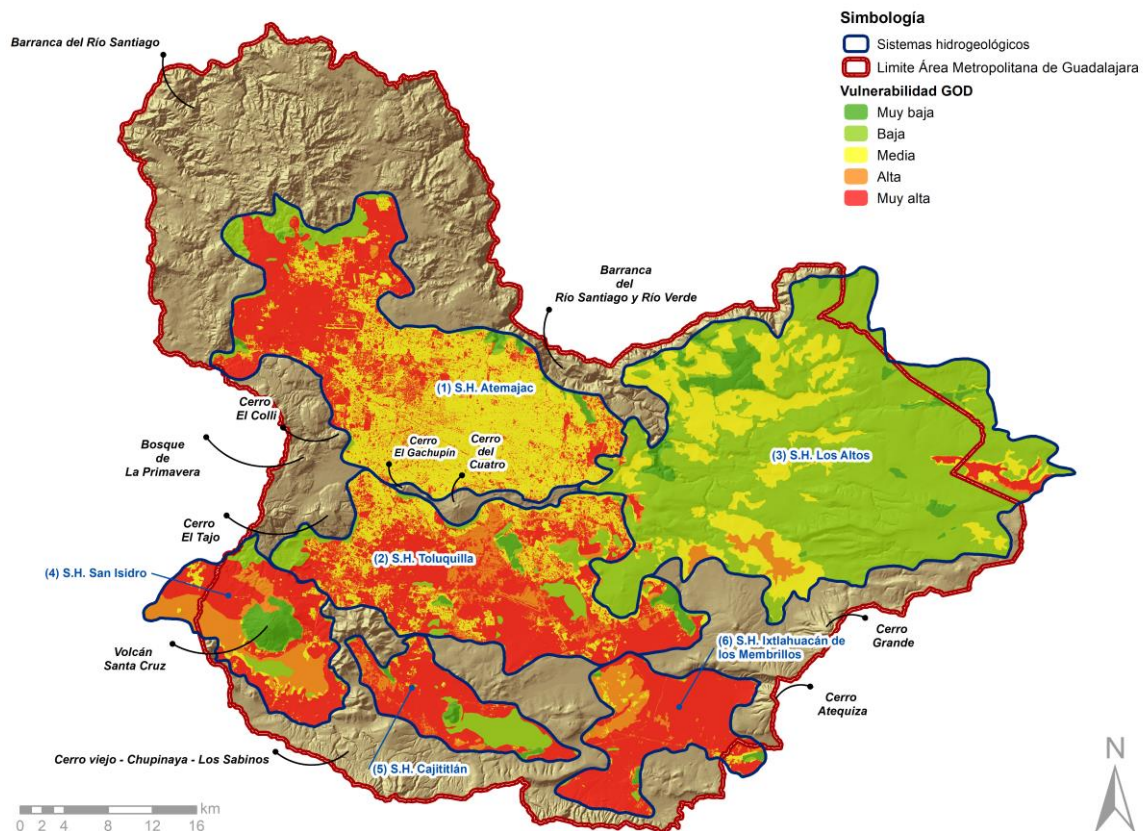 Simbología
Sistemas hidrogeológicos
Limite Área Metropolitana de Guadalajara
Vulnerabilidad GOD
Muy baja
Baja
Media
Alta
Muy alta
Barranca del Río Santiago
Barranca
del
Río Santiago y Río Verde
(1) S.H. Atemajac
Cerro
El Colli
Cerro
El Gachupín
Cerro
del
Cuatro
Bosque
de
La Primavera
(3) S.H. Los Altos
Cerro
El Tajo
(2) S.H. Toluquilla
(4) S.H. San Isidro
Volcán
Santa Cruz
(6) S.H. Ixtlahuacán de
los Membrillos
Cerro
Grande
Cerro
Atequiza
Cerro viejo - Chupinaya - Los Sabinos
(5) S.H. Cajititlán
km
0 2 4 8 12 16
N